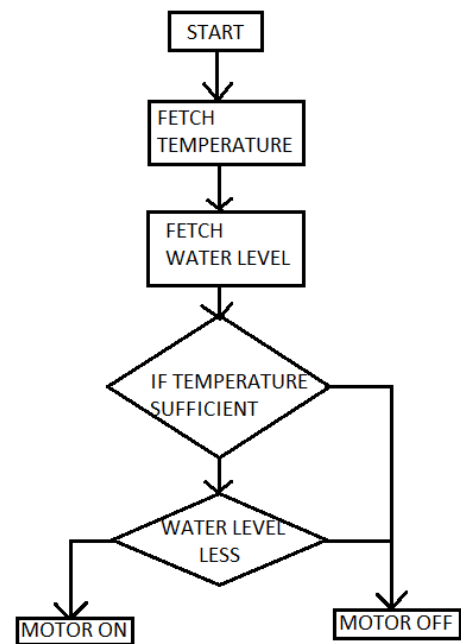 START
FETCH
TEMPERATURE
FETCH
WATER LEVEL
IF TEMPERATURE
SUFFICIENT
WATER LEVEL
LESS
MOTOR ON
MOTOR OFF